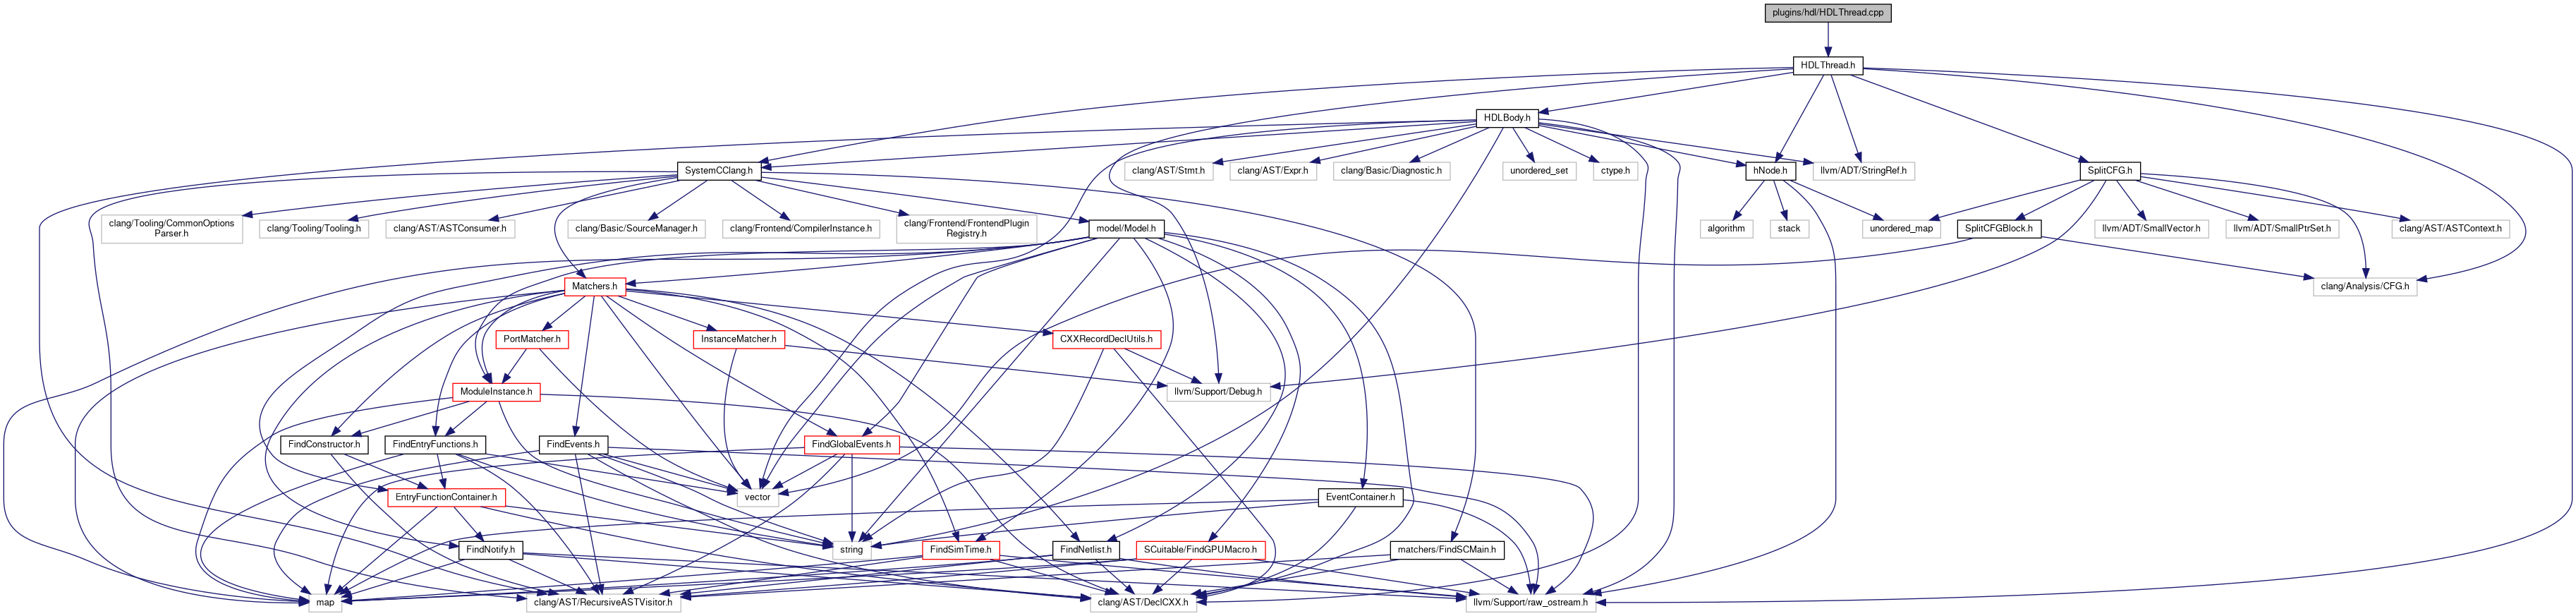 plugins/hdl/HDLThread.cpp
HDLThread.h
HDLBody.h
SystemCClang.h
clang/AST/Stmt.h
clang/AST/Expr.h
clang/Basic/Diagnostic.h
unordered_set
ctype.h
hNode.h
llvm/ADT/StringRef.h
SplitCFG.h
clang/Tooling/CommonOptions
Parser.h
clang/Tooling/Tooling.h
clang/AST/ASTConsumer.h
clang/Basic/SourceManager.h
clang/Frontend/CompilerInstance.h
clang/Frontend/FrontendPlugin
Registry.h
model/Model.h
algorithm
stack
unordered_map
SplitCFGBlock.h
llvm/ADT/SmallVector.h
llvm/ADT/SmallPtrSet.h
clang/AST/ASTContext.h
Matchers.h
clang/Analysis/CFG.h
PortMatcher.h
InstanceMatcher.h
CXXRecordDeclUtils.h
ModuleInstance.h
llvm/Support/Debug.h
FindConstructor.h
FindEntryFunctions.h
FindEvents.h
FindGlobalEvents.h
EntryFunctionContainer.h
vector
EventContainer.h
FindNotify.h
string
FindSimTime.h
FindNetlist.h
SCuitable/FindGPUMacro.h
matchers/FindSCMain.h
map
clang/AST/RecursiveASTVisitor.h
clang/AST/DeclCXX.h
llvm/Support/raw_ostream.h